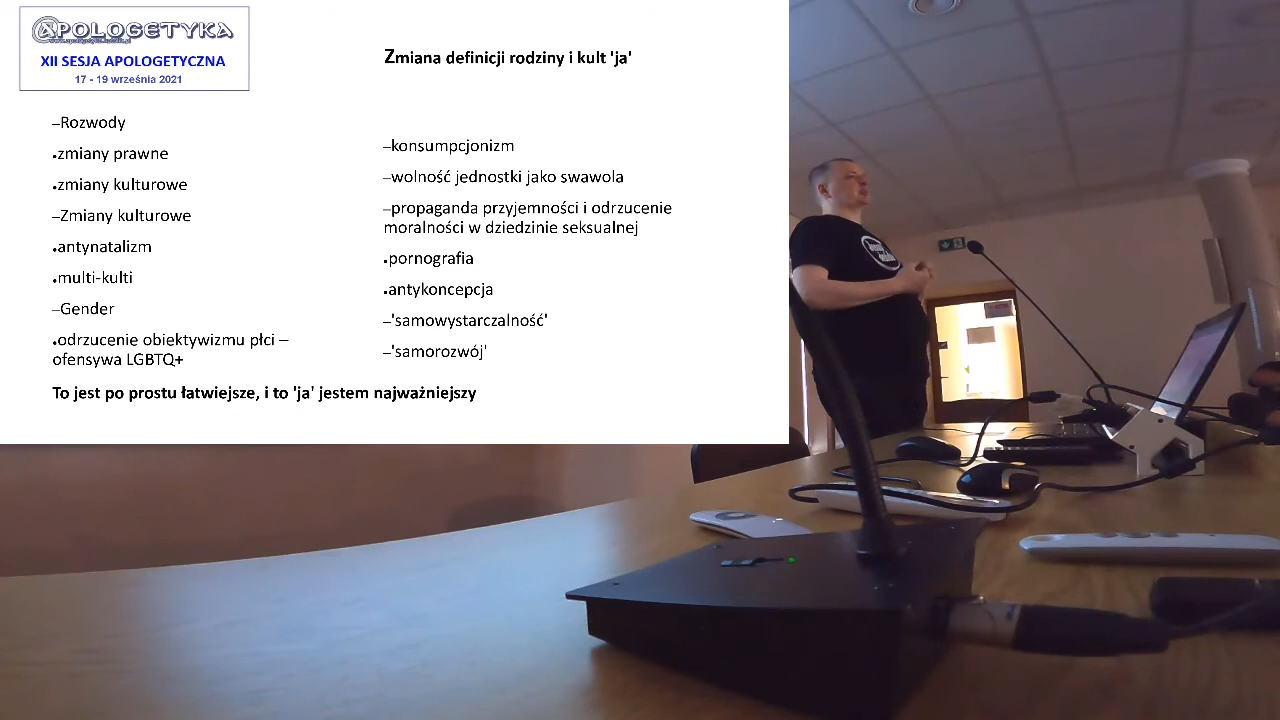 @POLOGETYKA
XII SESJA APOLOGETYCZNA
17 - 19 września 2021
Zmiana definicji rodziny i kult 'ja'
–Rozwody
•zmiany prawne
•zmiany kulturowe
–Zmiany kulturowe
•antynatalizm
•multi-kulti
–Gender
•odrzucenie obiektywizmu płci –
ofensywa LGBTQ+
–konsumpcjonizm
–wolność jednostki jako swawola
–propaganda przyjemności i odrzucenie
moralności w dziedzinie seksualnej
•pornografia
•antykoncepcja
–'samowystarczalność'
–'samorozwój'
To jest po prostu łatwiejsze, i to 'ja' jestem najważniejszy